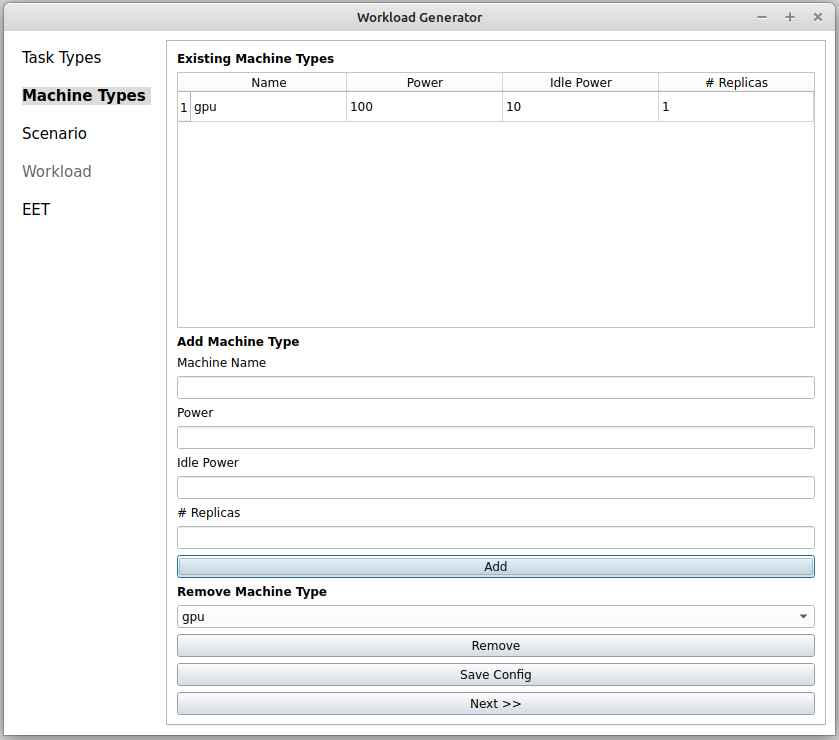 Workload Generator
Task Types
Machine Types
Scenario
Workload
EET
Existing Machine Types
Name Power Idle Power # Replicas
1 gpu 100 10 1
Add Machine Type
Machine Name
Power
Idle Power
# Replicas
Add
Remove Machine Type
gpu
Remove
Save Config
Next >>